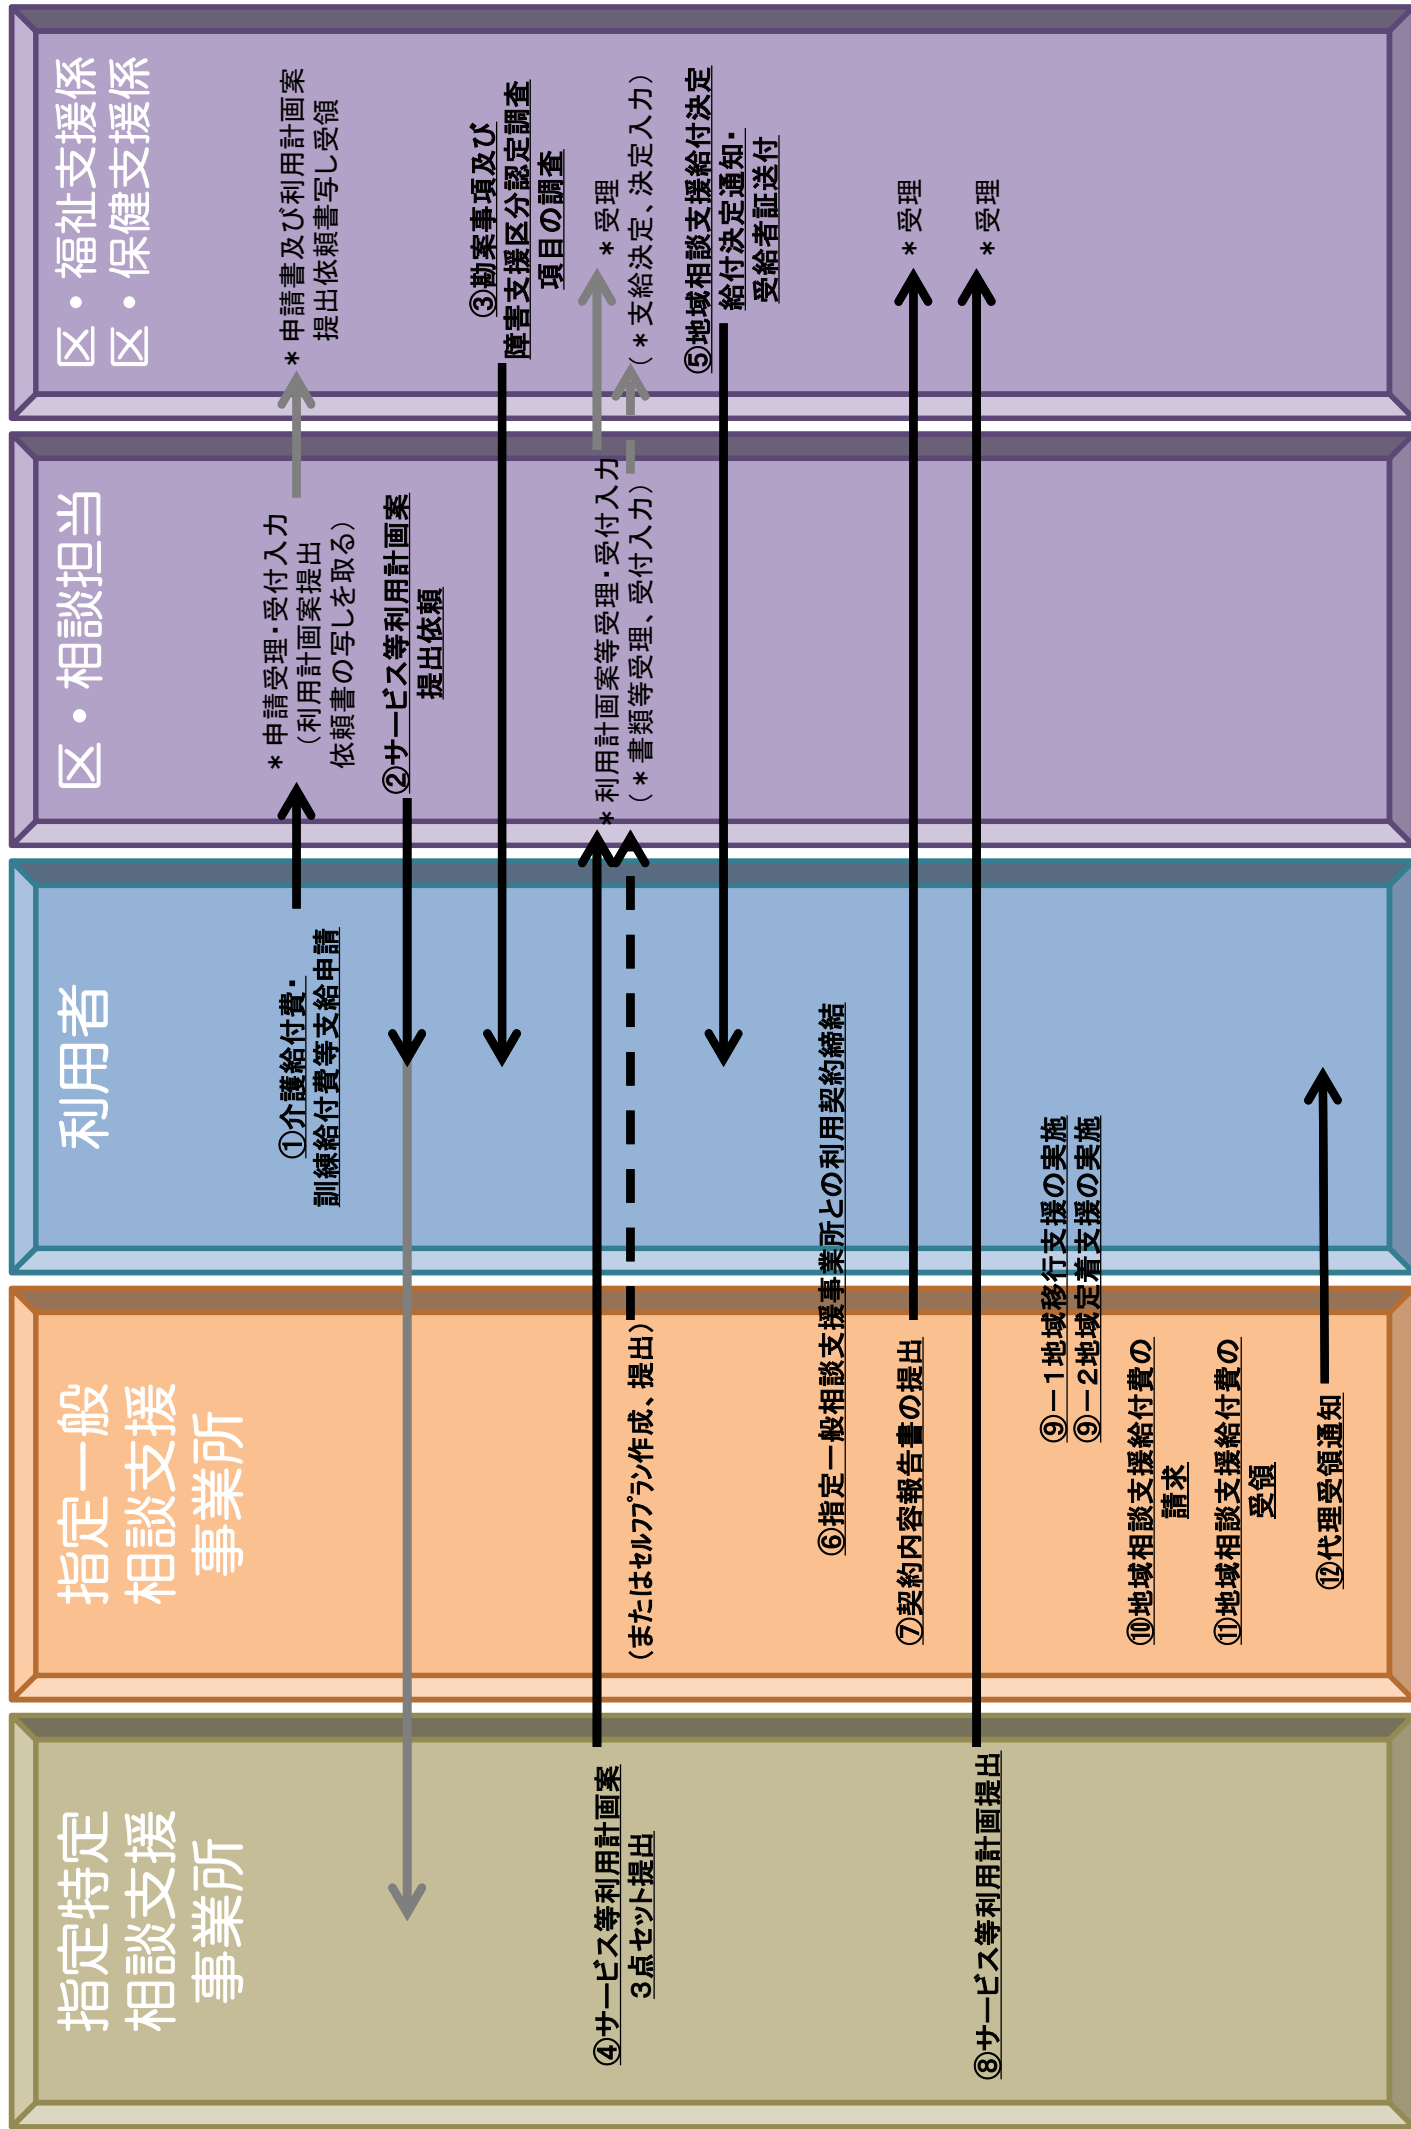 指定特定
相談支援
事業所
指定一般
相談支援
事業所
利用者
区・相談担当
区・福祉支援係
区・保健支援係
①介護給付費・
訓練給付費等支給申請
＊申請受理・受付入力
（利用計画案提出
依頼書の写しを取る）
＊申請書及び利用計画案
提出依頼書写し受領
②サービス等利用計画案
提出依頼
③勘案事項及び
障害支援区分認定調査
項目の調査
④サービス等利用計画案
３点セット提出
（またはセルフプラン作成、提出）
＊利用計画案等受理・受付入力
（＊書類等受理、受付入力）
＊受理
（＊支給決定、決定入力）
⑤地域相談支援給付決定
給付決定通知・
受給者証送付
⑥指定一般相談支援事業所との利用契約締結
⑦契約内容報告書の提出
＊受理
⑧サービス等利用計画提出
＊受理
⑨－１地域移行支援の実施
⑨－２地域定着支援の実施
⑩地域相談支援給付費の
請求
⑪地域相談支援給付費の
受領
⑫代理受領通知